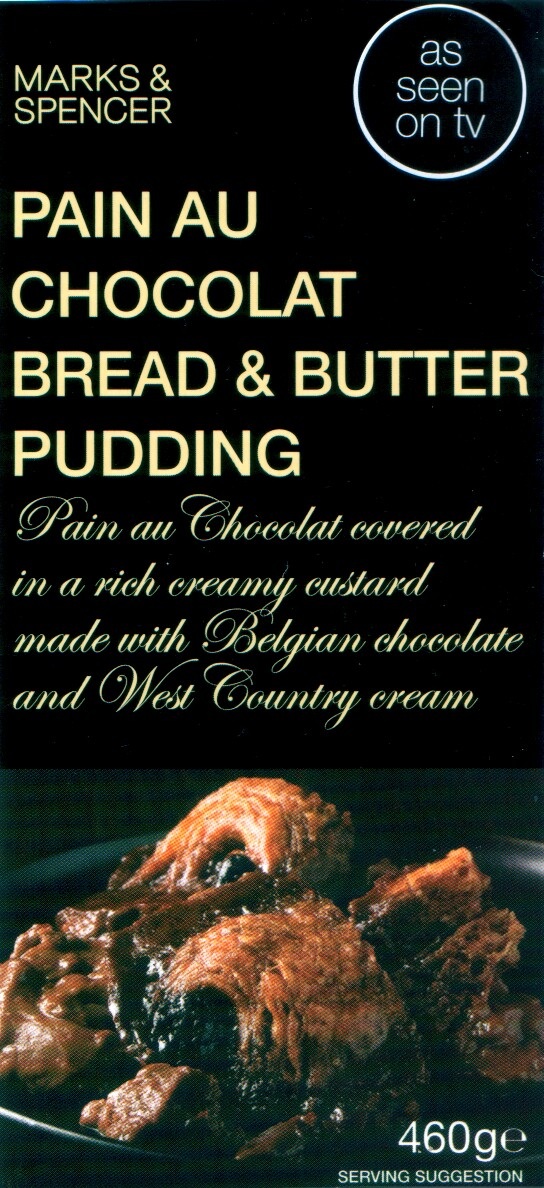 MARKS &
SPENCER
as
seen
on tv
PAIN AU
CHOCOLAT
BREAD & BUTTER
PUDDING
Pain au Chocolat covered
in a rich creamy custard
made with Belgian chocolate
and West Country cream
460g℮
SERVING SUGGESTION